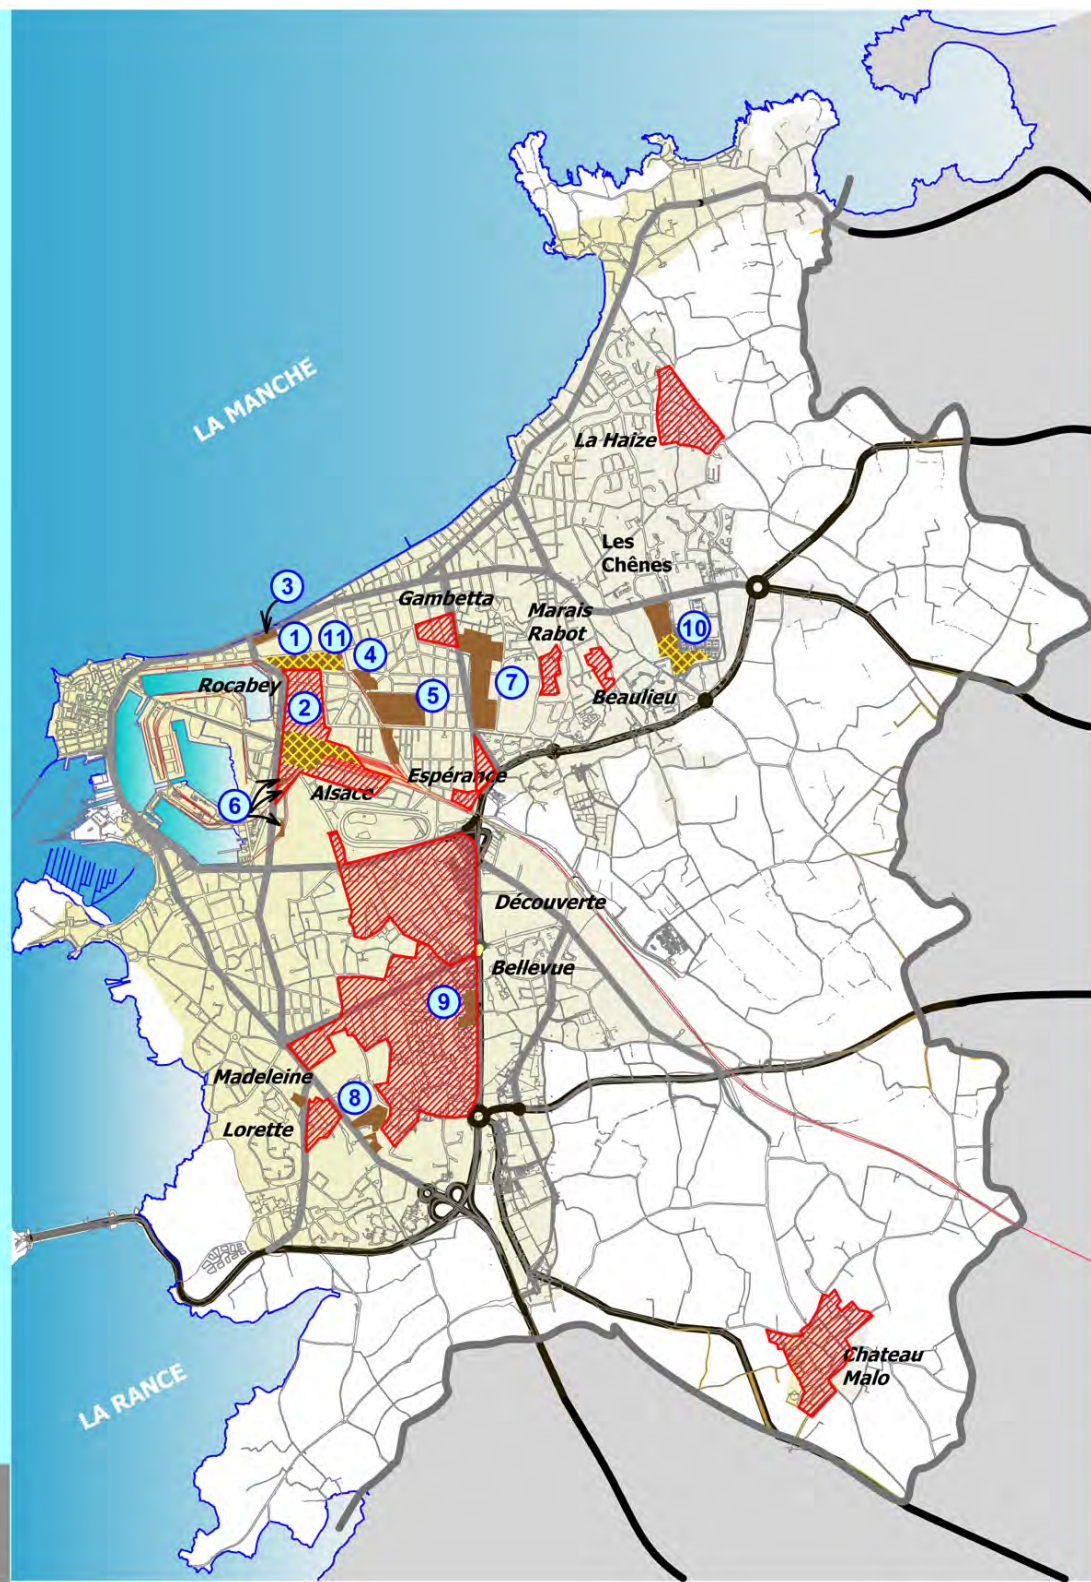 LA MANCHE
La Haize
Les
Chênes
3
Gambetta
Marais
Rabot
1
11
4
10
Rocabey
5
7
Beaulieu
2
Espérance
Alsace
6
Découverte
Bellevue
9
Madeleine
8
Lorette
Chateau
Malo
LA RANCE